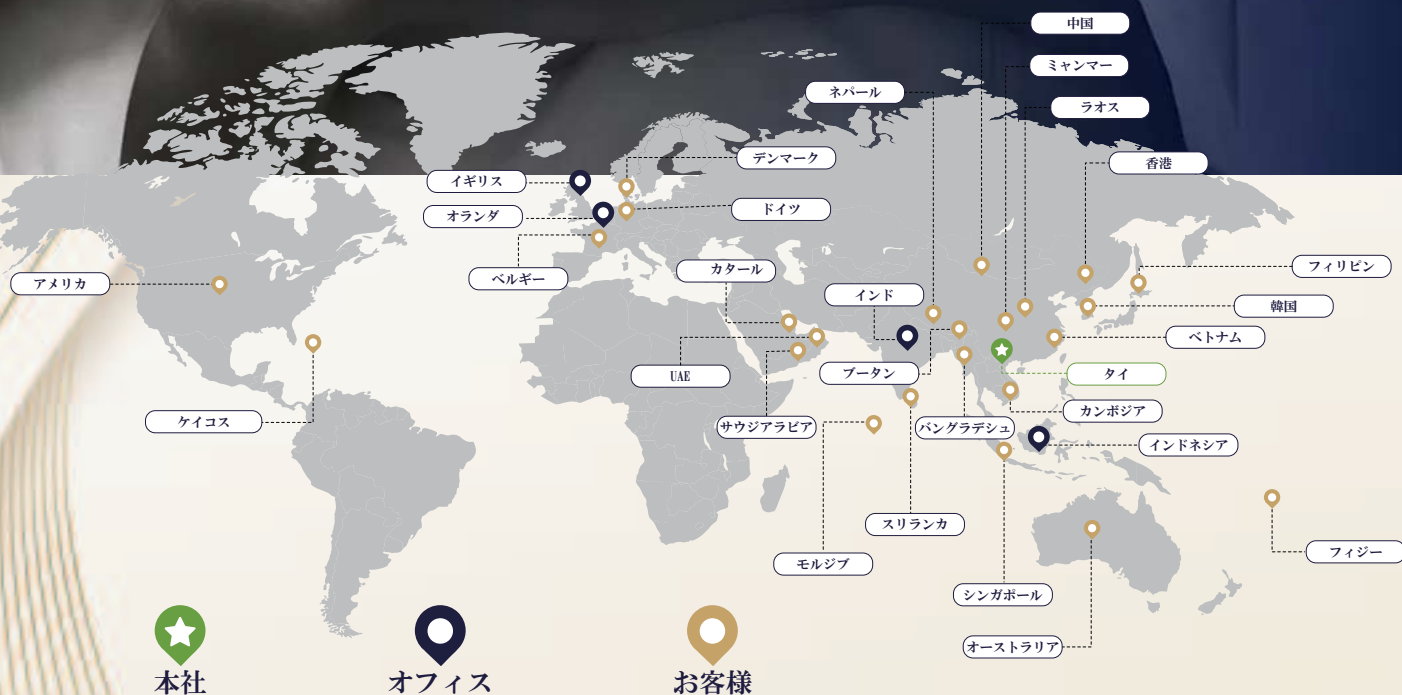 中国
ミャンマー
ネパール
ラオス
デンマーク
香港
イギリス
オランダ
ドイツ
ベルギー
カタール
フィリピン
アメリカ
インド
韓国
ベトナム
UAE
ブータン
タイ
カンボジア
ケイコス
サウジアラビア
バングラデシュ
インドネシア
スリランカ
モルジブ
フィジー
シンガポール
オーストラリア
本社
オフィス
お客様